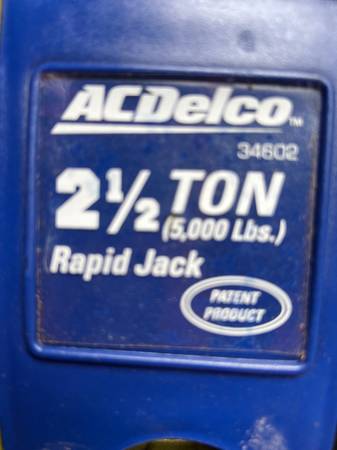 ACDelco™
34602
2½ TON
(5,000 Lbs.)
Rapid Jack
PATENT
PRODUCT